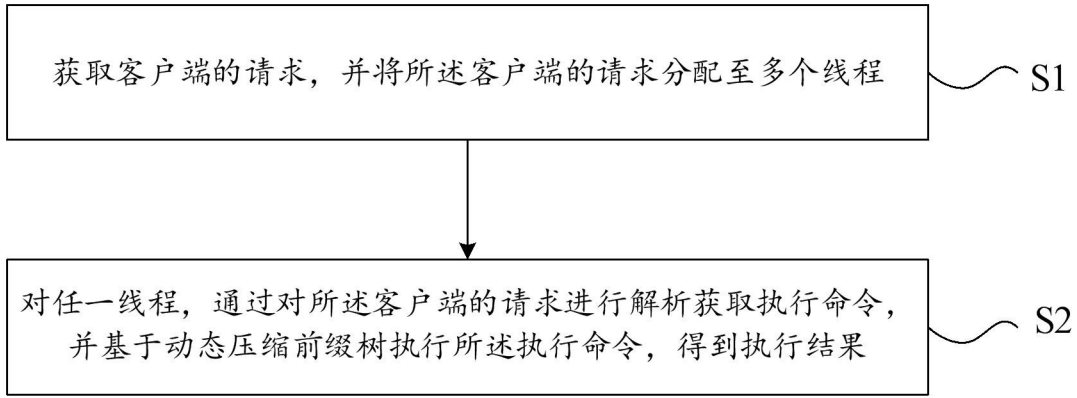 获取客户端的请求，并将所述客户端的请求分配至多个线程
S1
对任一线程，通过对所述客户端的请求进行解析获取执行命令，
并基于动态压缩前缀树执行所述执行命令，得到执行结果
S2